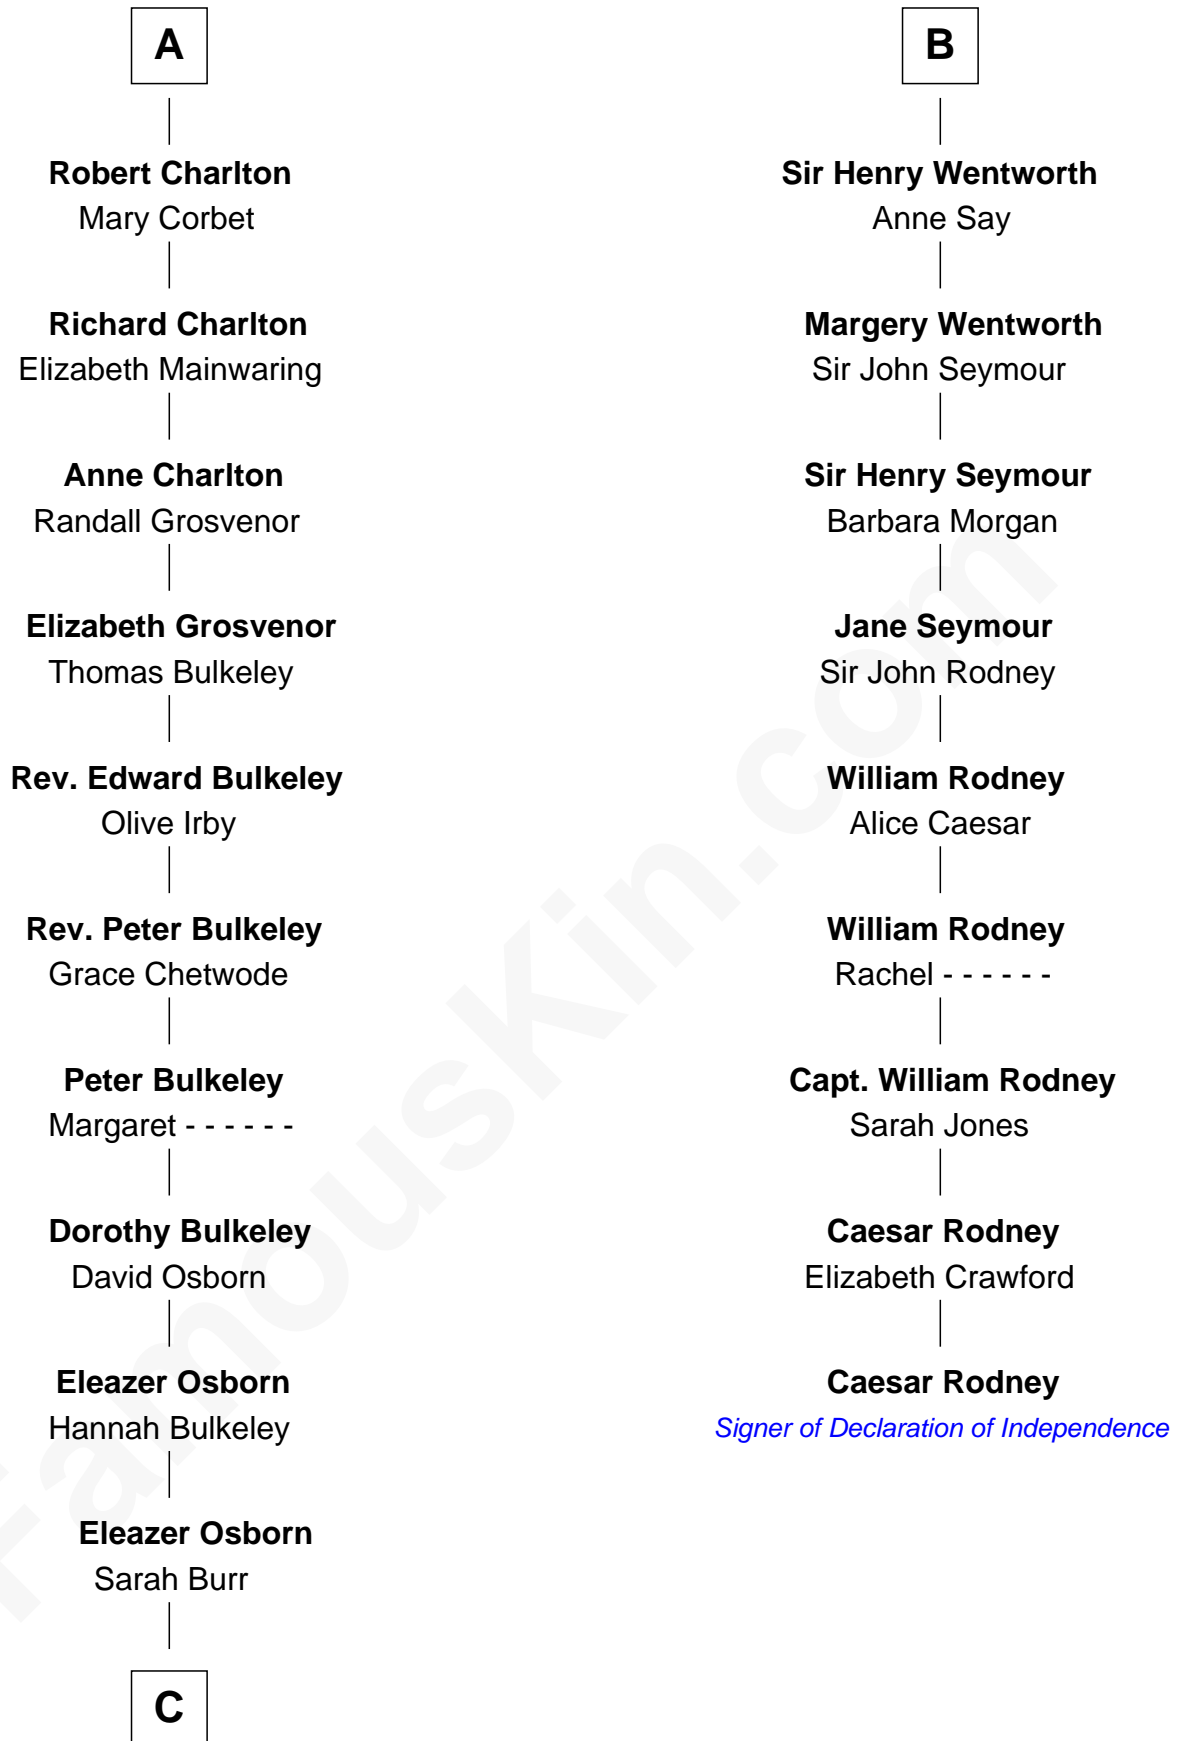 A
Robert Charlton
Mary Corbet
Richard Charlton
Elizabeth Mainwaring
Anne Charlton
Randall Grosvenor
Elizabeth Grosvenor
Thomas Bulkeley
Rev. Edward Bulkeley
Olive Irby
Rev. Peter Bulkeley
Grace Chetwode
Peter Bulkeley
Margaret - - - - - -
Dorothy Bulkeley
David Osborn
Eleazer Osborn
Hannah Bulkeley
Eleazer Osborn
Sarah Burr
C
B
Sir Henry Wentworth
Anne Say
Margery Wentworth
Sir John Seymour
Sir Henry Seymour
Barbara Morgan
Jane Seymour
Sir John Rodney
William Rodney
Alice Caesar
William Rodney
Rachel - - - - - -
Capt. William Rodney
Sarah Jones
Caesar Rodney
Elizabeth Crawford
Caesar Rodney
Signer of Declaration of Independence
FamousKin.com